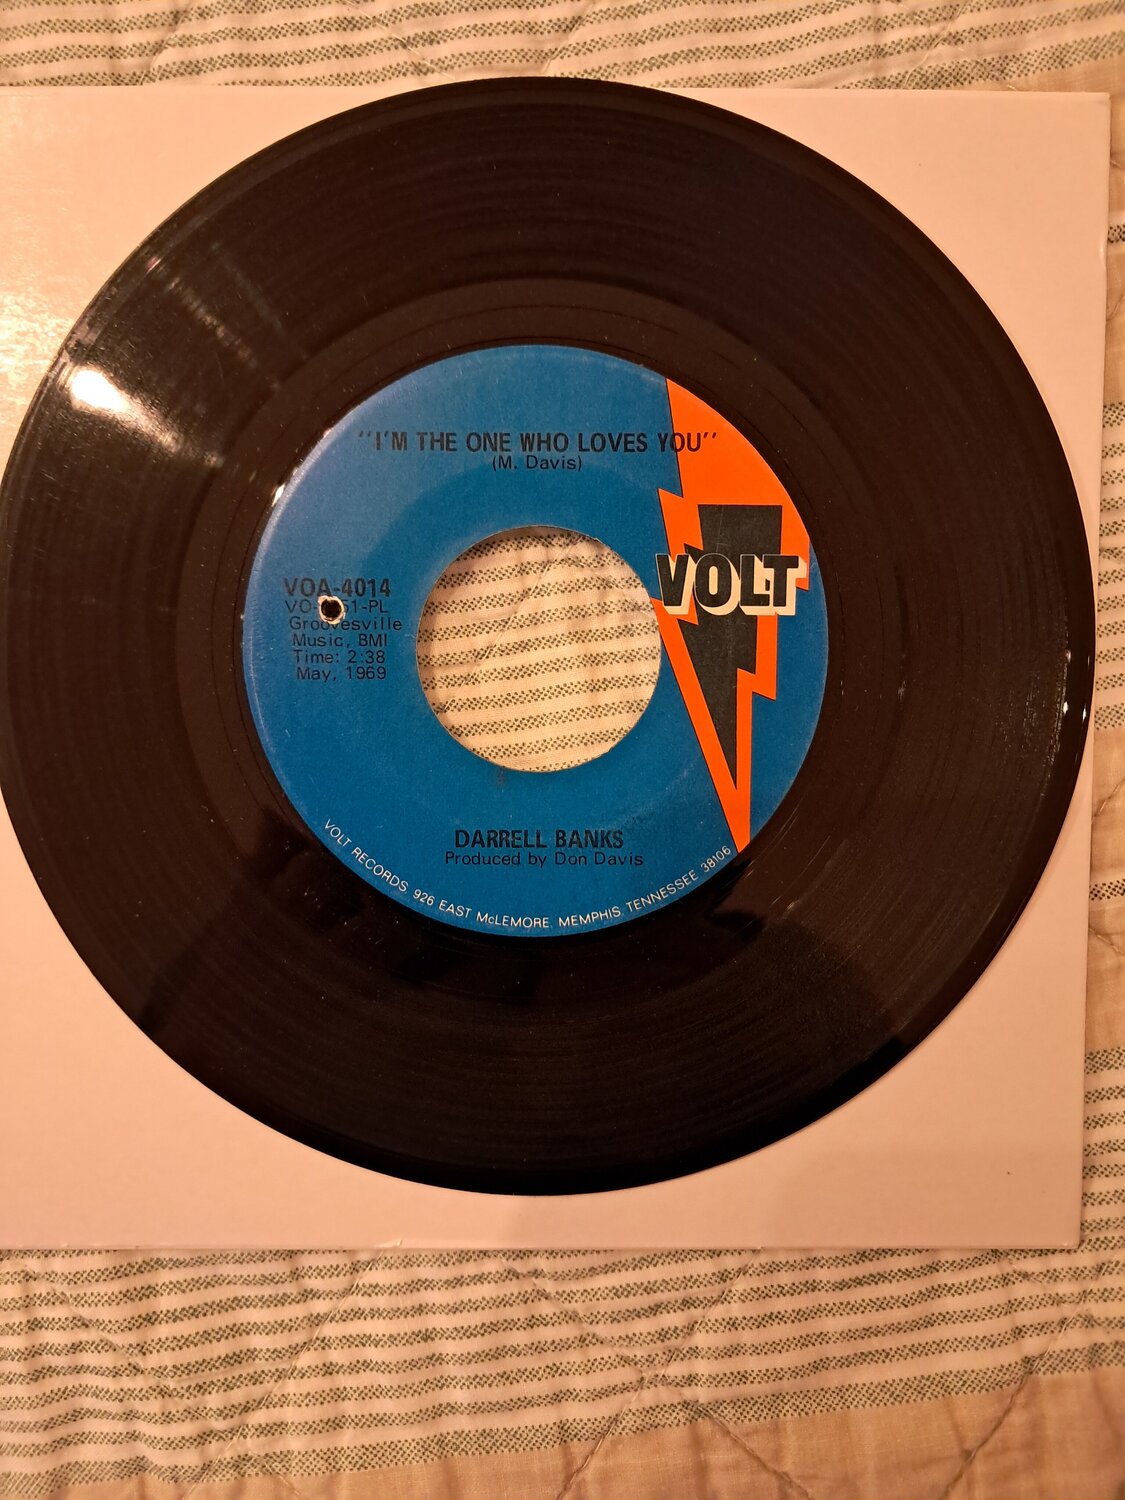 "I'M THE ONE WHO LOVES YOU"
(M. Davis)
VOLT
VOA-4014
Groovesville
Music, BMI
Time: 2:38
May, 1969
DARRELL BANKS
Produced by Don Davis
VOLT RECORDS, 926 EAST McLEMORE, MEMPHIS, TENNESSEE 38106